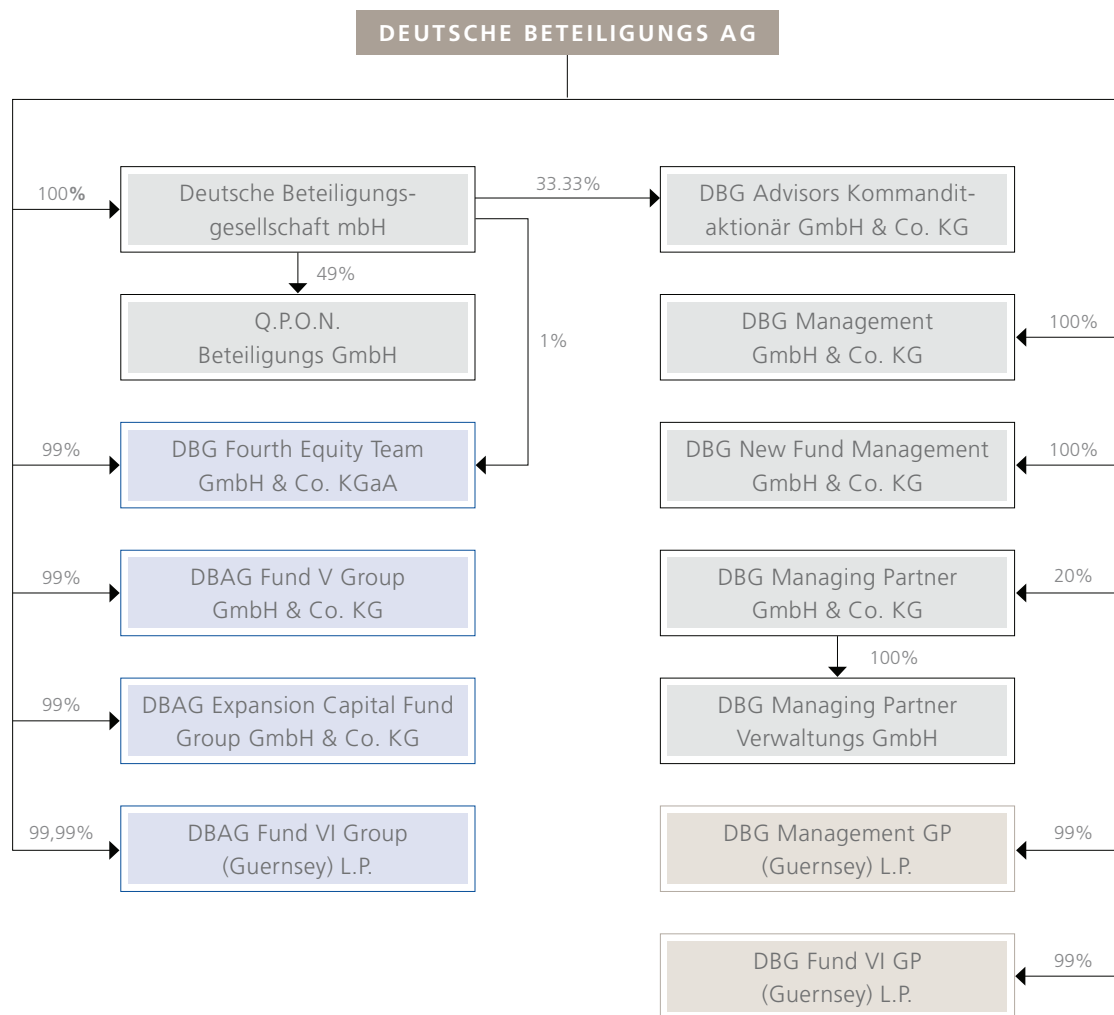 DEUTSCHE BETEILIGUNGS AG
100%
Deutsche Beteiligungs-
gesellschaft mbH
33.33%
DBG Advisors Kommandit-
aktionär GmbH & Co. KG
49%
Q.P.O.N.
Beteiligungs GmbH
1%
DBG Management
GmbH & Co. KG
100%
99%
DBG Fourth Equity Team
GmbH & Co. KGaA
DBG New Fund Management
GmbH & Co. KG
100%
99%
DBAG Fund V Group
GmbH & Co. KG
DBG Managing Partner
GmbH & Co. KG
20%
100%
99%
DBAG Expansion Capital Fund
Group GmbH & Co. KG
DBG Managing Partner
Verwaltungs GmbH
99,99%
DBAG Fund VI Group
(Guernsey) L.P.
DBG Management GP
(Guernsey) L.P.
99%
DBG Fund VI GP
(Guernsey) L.P.
99%